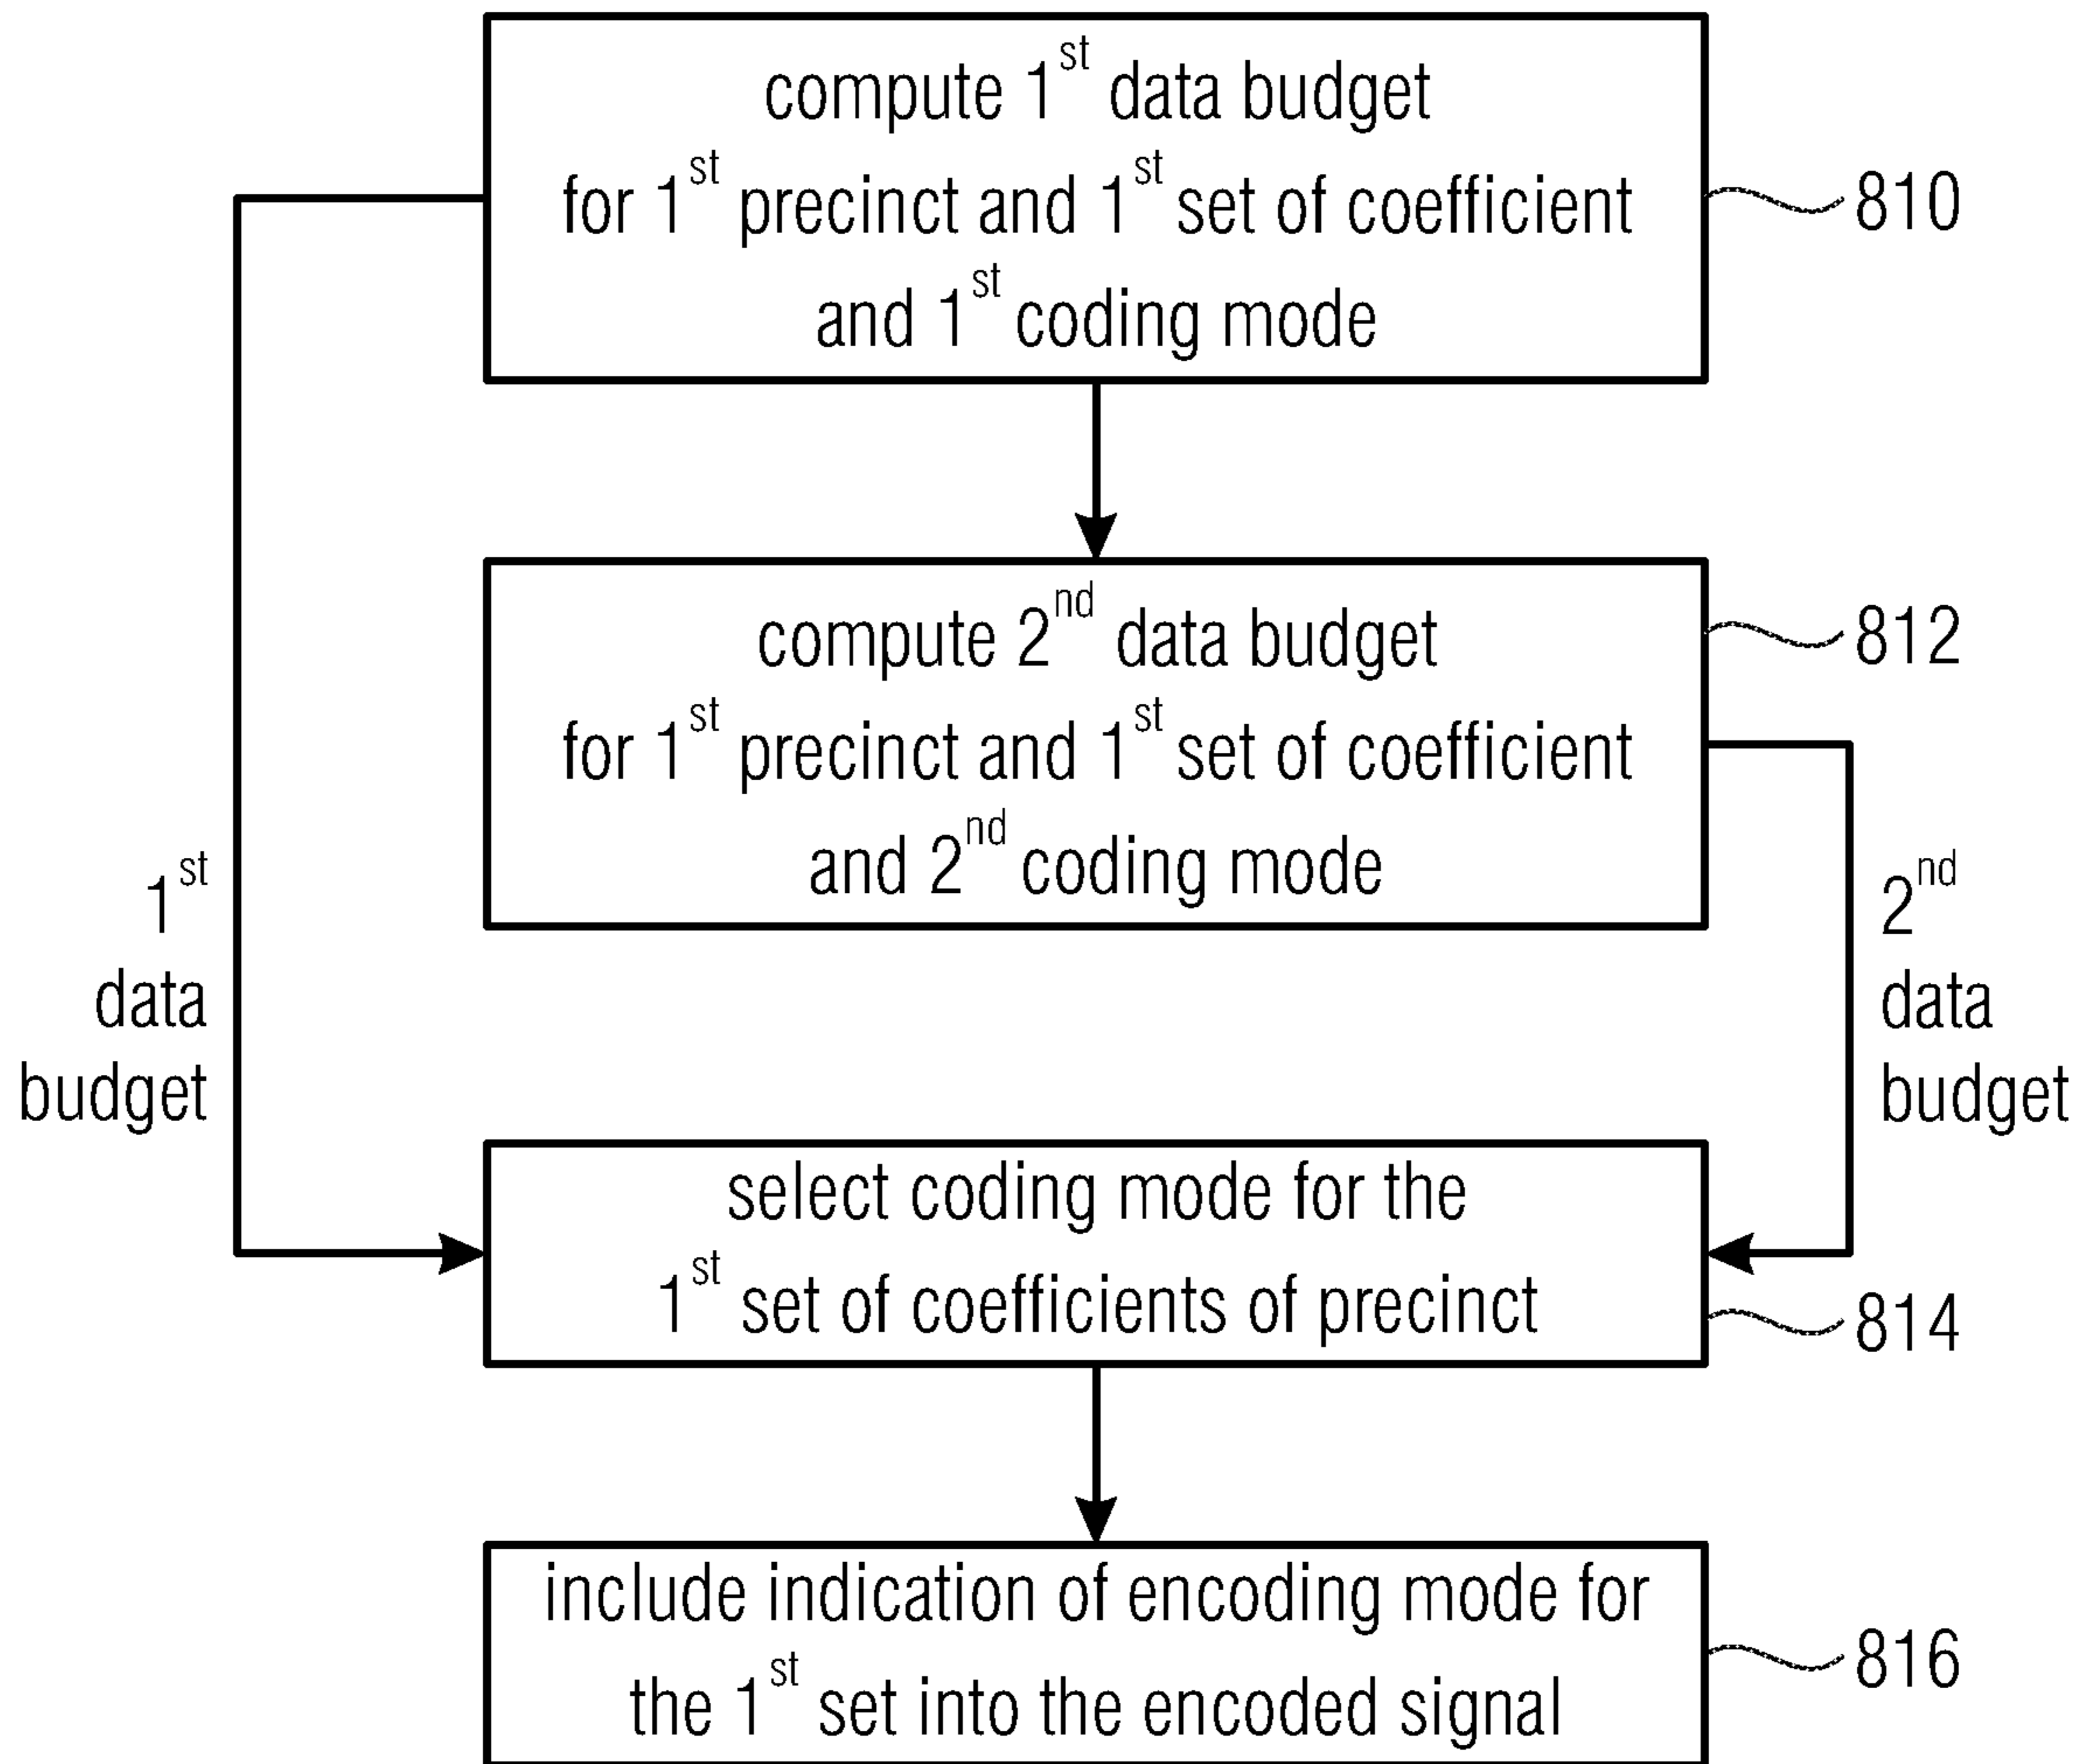 compute 1st data budget
for 1st precinct and 1st set of coefficient
and 1st coding mode
810
compute 2nd data budget
for 1st precinct and 1st set of coefficient
and 2nd coding mode
812
1st
data
budget
2nd
data
budget
select coding mode for the
1st set of coefficients of precinct
814
include indication of encoding mode for
the 1st set into the encoded signal
816